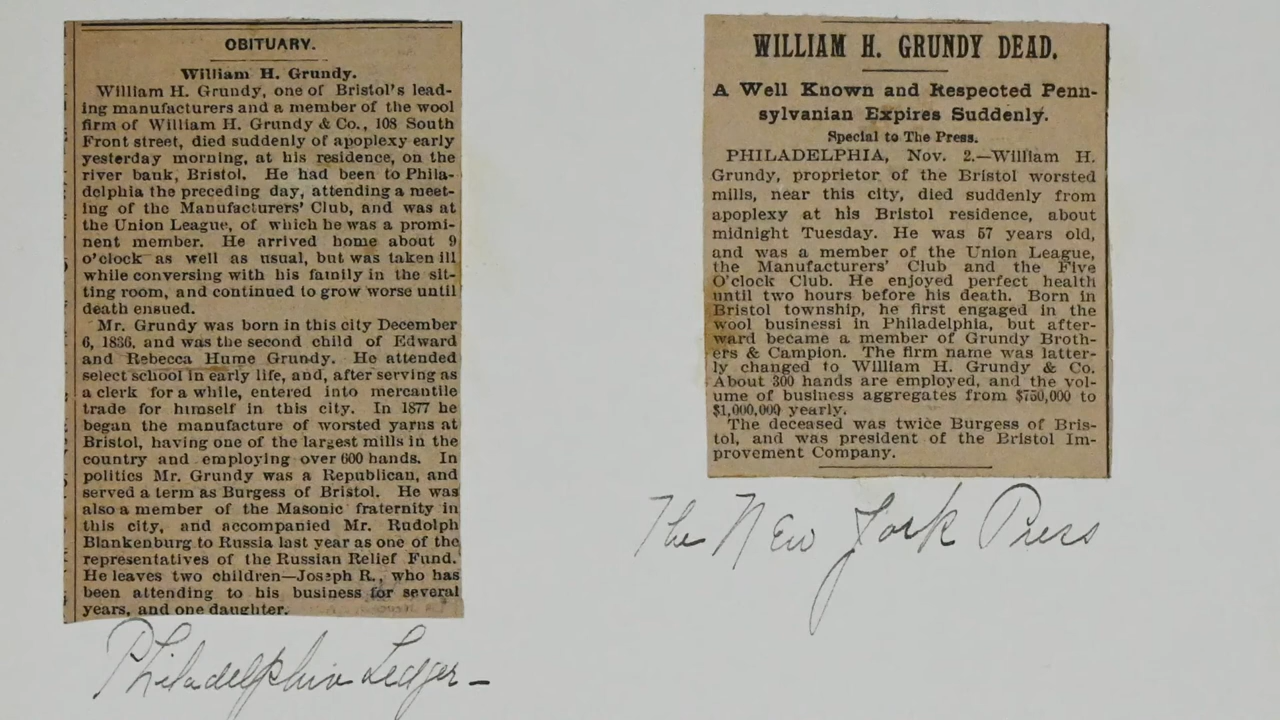 OBITUARY.
William H. Grundy.
William H. Grundy, one of Bristol's lead-
ing manufacturers and a member of the wool
firm of William H. Grundy & Co., 108 South
Front street, died suddenly of apoplexy early
yesterday morning, at his residence, on the
river bank, Bristol. He had been to Phila-
delphia the preceding day, attending a meet-
ing of the Manufacturers' Club, and was at
the Union League, of which he was a promi-
nent member. He arrived home about 9
o'clock as well as usual, but was taken ill
while conversing with his family in the sit-
ting room, and continued to grow worse until
death ensued.
Mr. Grundy was born in this city December
6, 1836, and was the second child of Edward
and Rebecca Hume Grundy. He attended
select school in early life, and, after serving as
a clerk for a while, entered into mercantile
trade for himself in this city. In 1877 he
began the manufacture of worsted yarns at
Bristol, having one of the largest mills in the
country and employing over 600 hands. In
politics Mr. Grundy was a Republican, and
served a term as Burgess of Bristol. He was
also a member of the Masonic fraternity in
this city, and accompanied Mr. Rudolph
Blankenburg to Russia last year as one of the
representatives of the Russian Relief Fund.
He leaves two children—Joseph R., who has
been attending to his business for several
years, and one daughter.
Philadelphia Ledger-
WILLIAM H. GRUNDY DEAD.
A Well Known and Respected Penn-
sylvanian Expires Suddenly.
Special to The Press.
PHILADELPHIA, Nov. 2.—William H.
Grundy, proprietor of the Bristol worsted
mills, near this city, died suddenly from
apoplexy at his Bristol residence, about
midnight Tuesday. He was 57 years old,
and was a member of the Union League,
the Manufacturers' Club and the Five
O'clock Club. He enjoyed perfect health
until two hours before his death. Born in
Bristol township, he first engaged in the
wool businessi in Philadelphia, but after-
ward became a member of Grundy Broth-
ers & Campion. The firm name was latter-
ly changed to William H. Grundy & Co.
About 300 hands are employed, and the vol-
ume of business aggregates from $750,000 to
$1,000,000 yearly.
The deceased was twice Burgess of Bris-
tol, and was president of the Bristol Im-
provement Company.
The New York Press